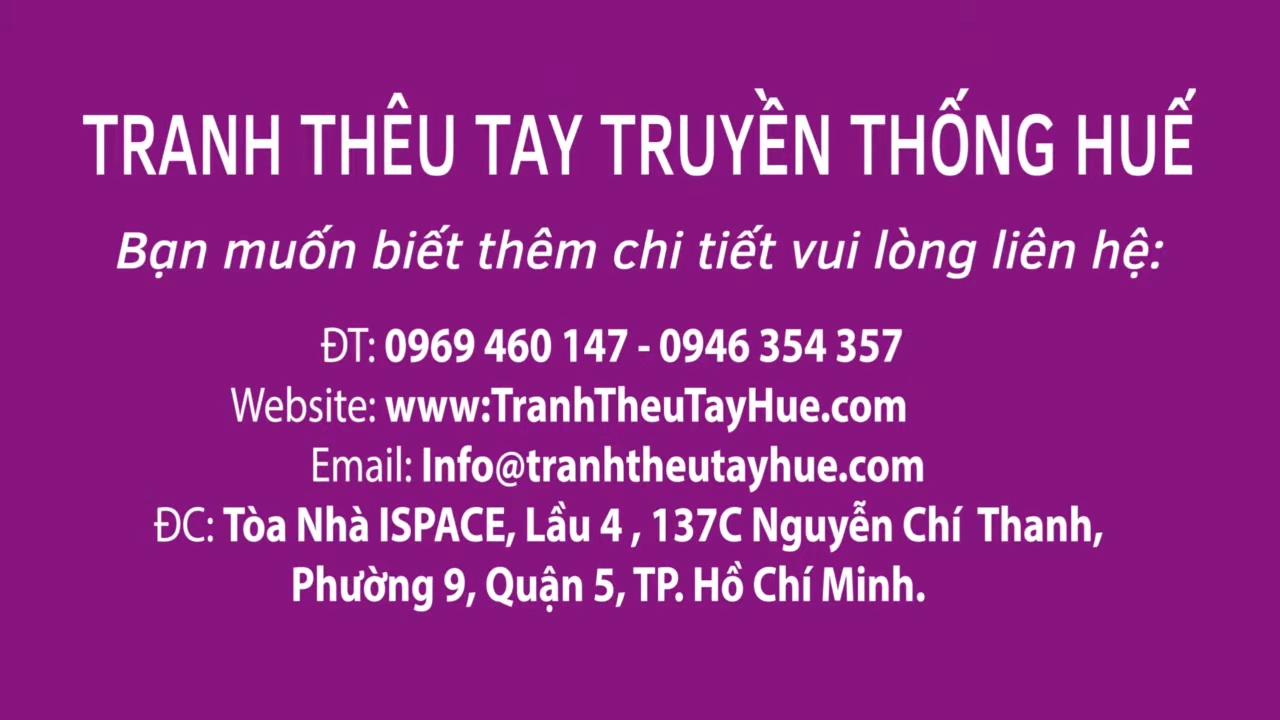 TRANH THÊU TAY TRUYỀN THỐNG HUẾ
Bạn muốn biết thêm chi tiết vui lòng liên hệ:
ĐT: 0969 460 147 - 0946 354 357
Website: www:TranhTheuTayHue.com
Email: Info@tranhtheutayhue.com
ĐC: Tòa Nhà ISPACE, Lầu 4 , 137C Nguyễn Chí Thanh,
Phường 9, Quận 5, TP. Hồ Chí Minh.